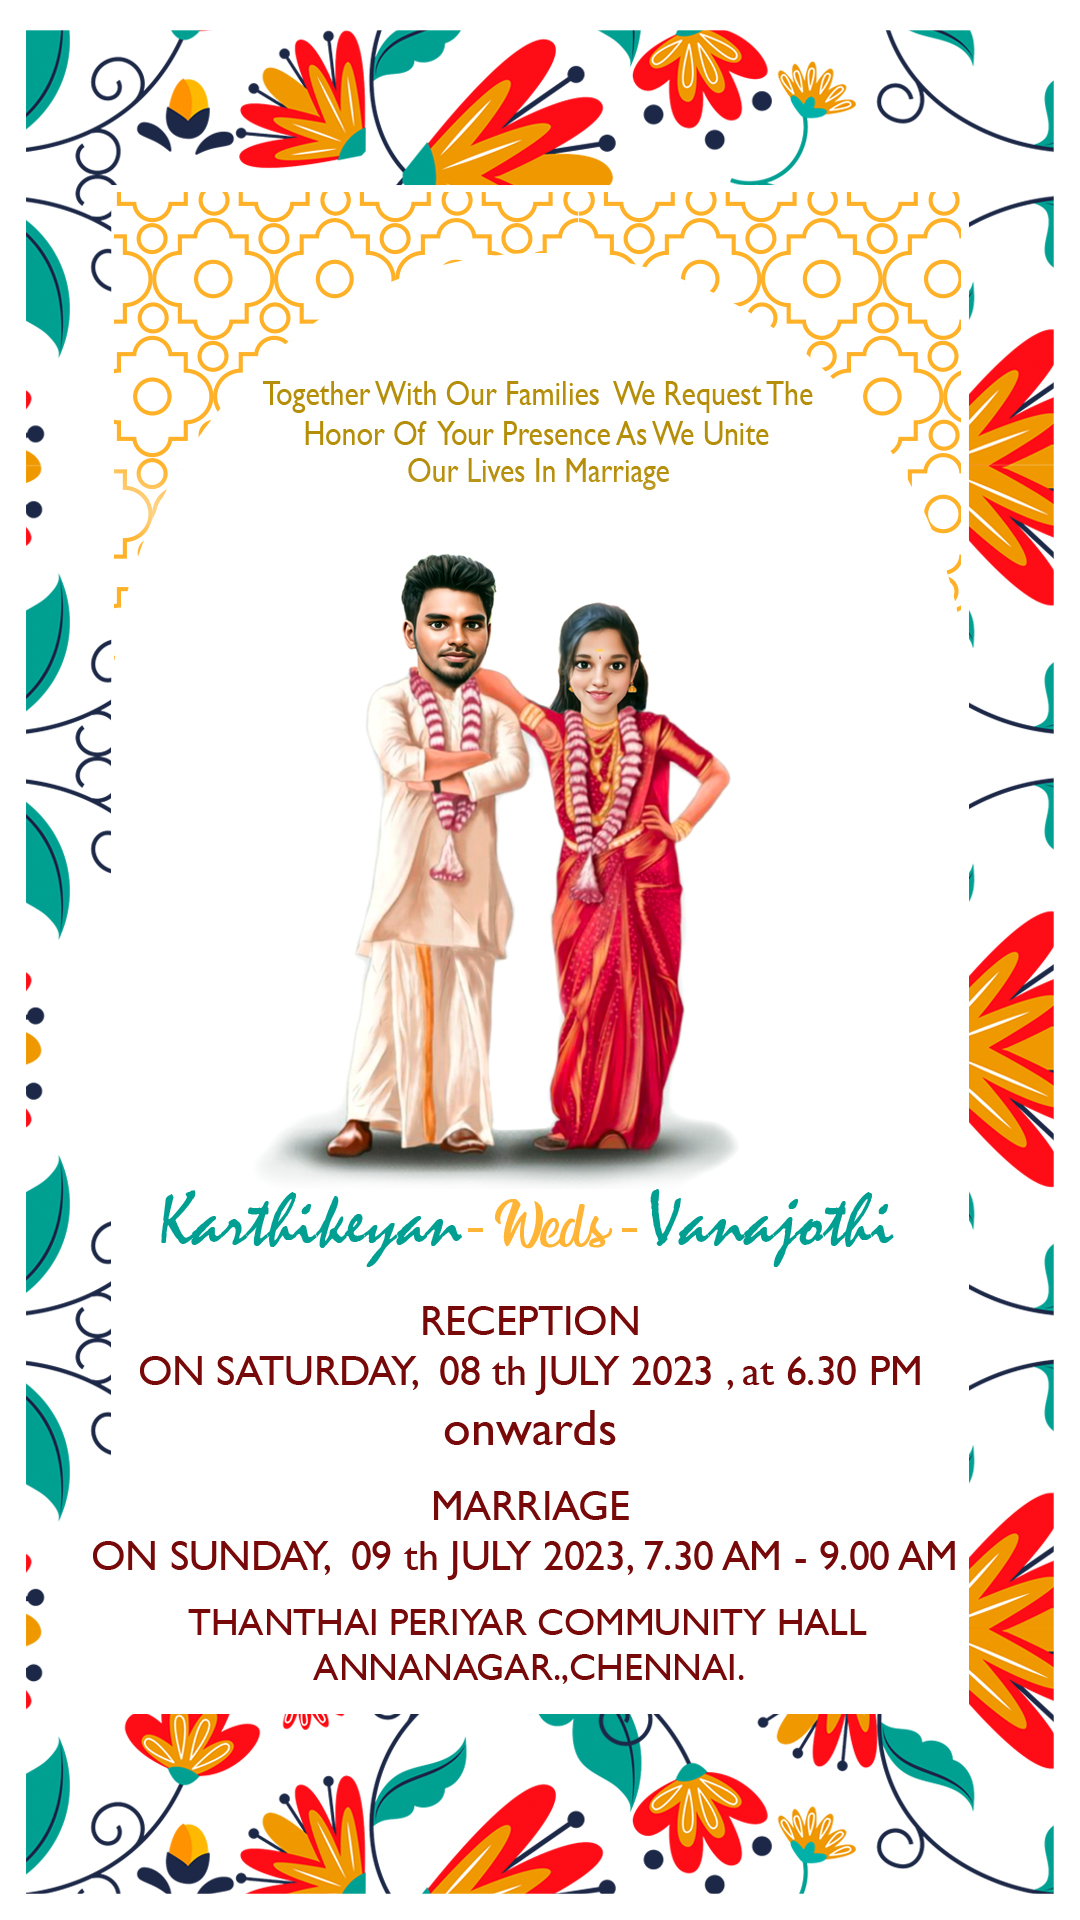 Together With Our Families We Request The
Honor Of Your Presence As We Unite
Our Lives In Marriage
Karthikeyan - Weds - Vanajothi
RECEPTION
ON SATURDAY, 08 th JULY 2023 , at 6.30 PM
onwards
MARRIAGE
ON SUNDAY, 09 th JULY 2023, 7.30 AM - 9.00 AM
THANTHAI PERIYAR COMMUNITY HALL
ANNANAGAR.,CHENNAI.